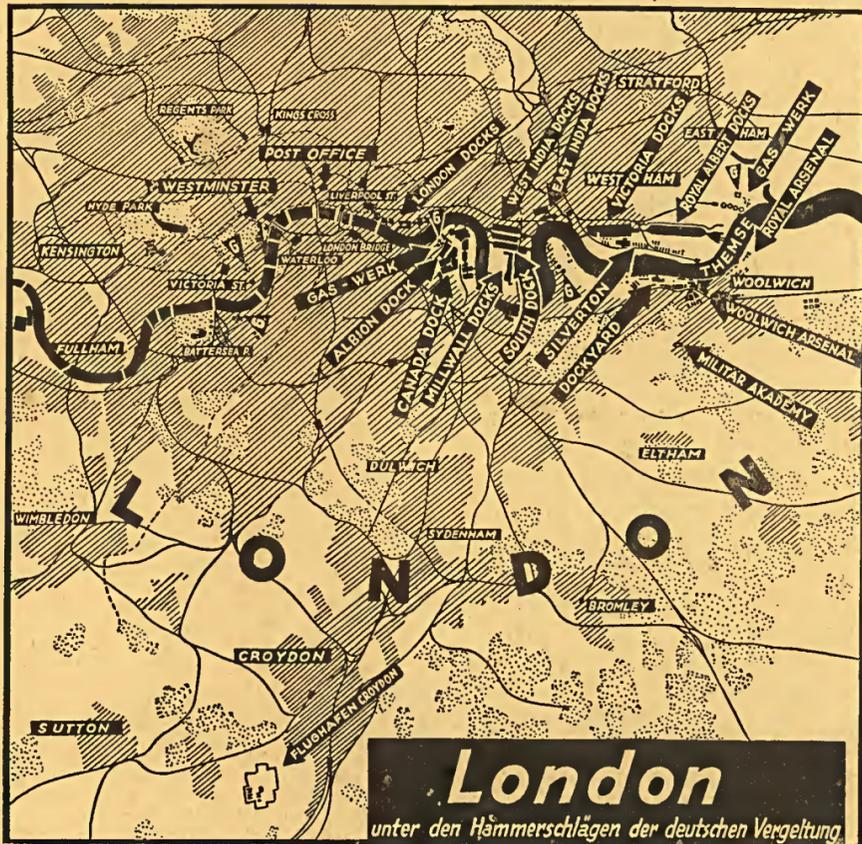 STRATFORD
REGENTS PARK
KINGS CROSS
EAST HAM
POST OFFICE
LONDON DOCKS
WEST INDIA DOCKS
EAST INDIA DOCKS
VICTORIA DOCKS
ROYAL ALBERT DOCKS
GAS-WERK
ROYAL ARSENAL
WEST HAM
WESTMINSTER
LIVERPOOL ST.
HYDE PARK
G
G
KENSINGTON
G
LONDON BRIDGE
WATERLOO
THEMSE
VICTORIA ST.
GAS-WERK
WOOLWICH
G
G
ALBION DOCK
CANADA DOCK
MILLWALL DOCKS
SOUTH DOCK
SILVERTON
DOCKYARD
WOOLWICH ARSENAL
FULLHAM
BATTERSEA P.
MILITÄR AKADEMY
DULWICH
ELTHAM
WIMBLEDON
LONDON
SYDENHAM
BROMLEY
CROYDON
FLUGHAFEN CROYDON
SUTTON
London
unter den Hammerschlägen der deutschen Vergeltung